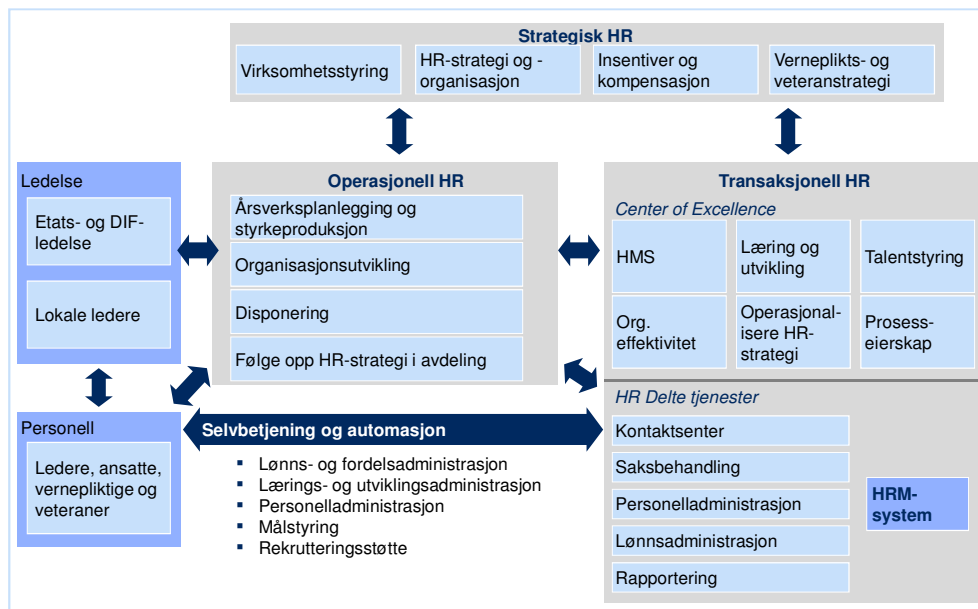 Strategisk HR
Virksomhetsstyring
HR-strategi og -
organisasjon
Insentiver og
kompensasjon
Verneplikts- og
veteranstrategi
Ledelse
Etats- og DIF-
ledelse
Lokale ledere
Operasjonell HR
Årsverksplanlegging og
styrkeproduksjon
Organisasjonsutvikling
Disponering
Følge opp HR-strategi i avdeling
Transaksjonell HR
Center of Excellence
HMS
Læring og
utvikling
Talentstyring
Org.
effektivitet
Operasjonal-
isere HR-
strategi
Prosess-
eierskap
Personell
Ledere, ansatte,
vernepliktige og
veteraner
Selvbetjening og automasjon
▪ Lønns- og fordelsadministrasjon
▪ Lærings- og utviklingsadministrasjon
▪ Personelladministrasjon
▪ Målstyring
▪ Rekrutteringsstøtte
HR Delte tjenester
Kontaktsenter
Saksbehandling
Personelladministrasjon
Lønnsadministrasjon
Rapportering
HRM-
system